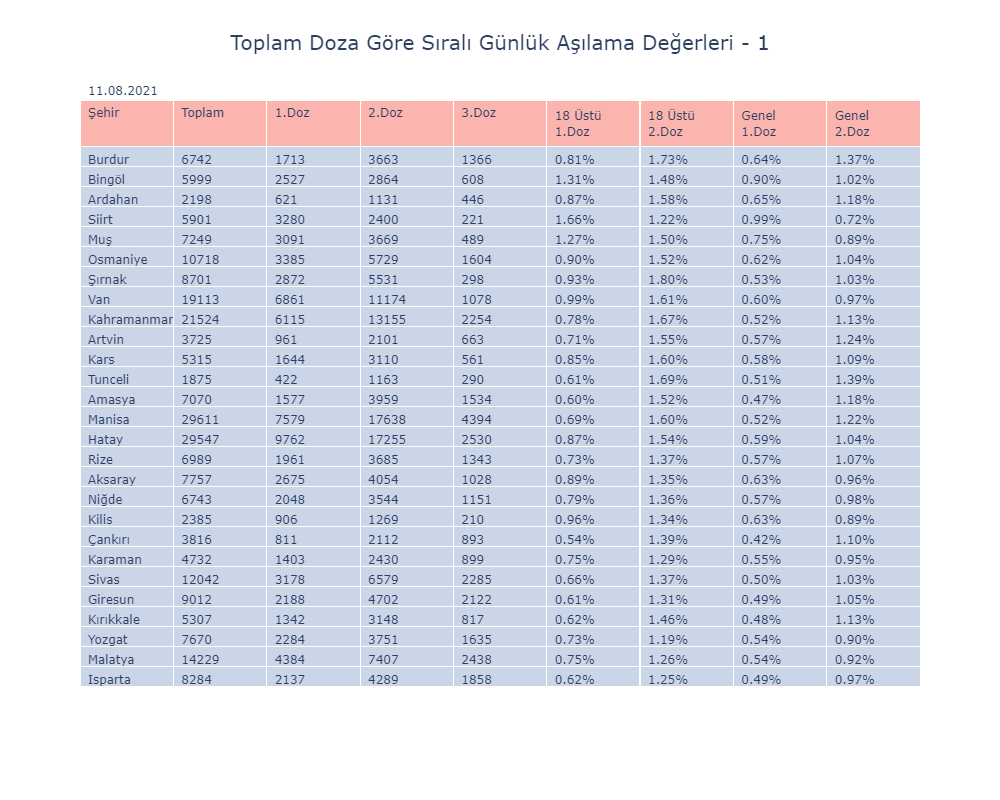 Toplam Doza Göre Sıralı Günlük Aşılama Değerleri - 1
11.08.2021
Şehir Toplam 1.Doz 2.Doz 3.Doz 18 Üstü 1.Doz 18 Üstü 2.Doz Genel 1.Doz Genel 2.Doz
Burdur 6742 1713 3663 1366 0.81% 1.73% 0.64% 1.37%
Bingöl 5999 2527 2864 608 1.31% 1.48% 0.90% 1.02%
Ardahan 2198 621 1131 446 0.87% 1.58% 0.65% 1.18%
Siirt 5901 3280 2400 221 1.66% 1.22% 0.99% 0.72%
Muş 7249 3091 3669 489 1.27% 1.50% 0.75% 0.89%
Osmaniye 10718 3385 5729 1604 0.90% 1.52% 0.62% 1.04%
Şırnak 8701 2872 5531 298 0.93% 1.80% 0.53% 1.03%
Van 19113 6861 11174 1078 0.99% 1.61% 0.60% 0.97%
Kahramanmar 21524 6115 13155 2254 0.78% 1.67% 0.52% 1.13%
Artvin 3725 961 2101 663 0.71% 1.55% 0.57% 1.24%
Kars 5315 1644 3110 561 0.85% 1.60% 0.58% 1.09%
Tunceli 1875 422 1163 290 0.61% 1.69% 0.51% 1.39%
Amasya 7070 1577 3959 1534 0.60% 1.52% 0.47% 1.18%
Manisa 29611 7579 17638 4394 0.69% 1.60% 0.52% 1.22%
Hatay 29547 9762 17255 2530 0.87% 1.54% 0.59% 1.04%
Rize 6989 1961 3685 1343 0.73% 1.37% 0.57% 1.07%
Aksaray 7757 2675 4054 1028 0.89% 1.35% 0.63% 0.96%
Niğde 6743 2048 3544 1151 0.79% 1.36% 0.57% 0.98%
Kilis 2385 906 1269 210 0.96% 1.34% 0.63% 0.89%
Çankırı 3816 811 2112 893 0.54% 1.39% 0.42% 1.10%
Karaman 4732 1403 2430 899 0.75% 1.29% 0.55% 0.95%
Sivas 12042 3178 6579 2285 0.66% 1.37% 0.50% 1.03%
Giresun 9012 2188 4702 2122 0.61% 1.31% 0.49% 1.05%
Kırıkkale 5307 1342 3148 817 0.62% 1.46% 0.48% 1.13%
Yozgat 7670 2284 3751 1635 0.73% 1.19% 0.54% 0.90%
Malatya 14229 4384 7407 2438 0.75% 1.26% 0.54% 0.92%
Isparta 8284 2137 4289 1858 0.62% 1.25% 0.49% 0.97%